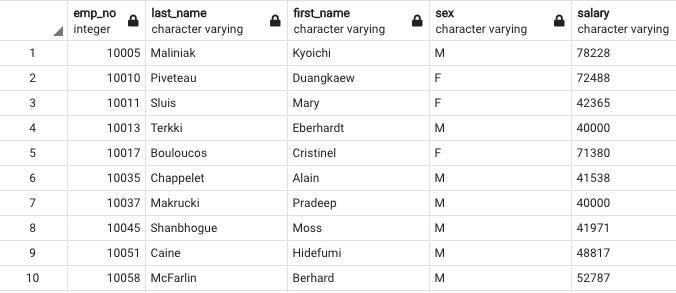 emp_no last_name first_name sex salary
integer character varying character varying character varying character varying
1 10005 Maliniak Kyoichi M 78228
2 10010 Piveteau Duangkaew F 72488
3 10011 Sluis Mary F 42365
4 10013 Terkki Eberhardt M 40000
5 10017 Bouloucos Cristinel F 71380
6 10035 Chappelet Alain M 41538
7 10037 Makrucki Pradeep M 40000
8 10045 Shanbhogue Moss M 41971
9 10051 Caine Hidefumi M 48817
10 10058 McFarlin Berhard M 52787